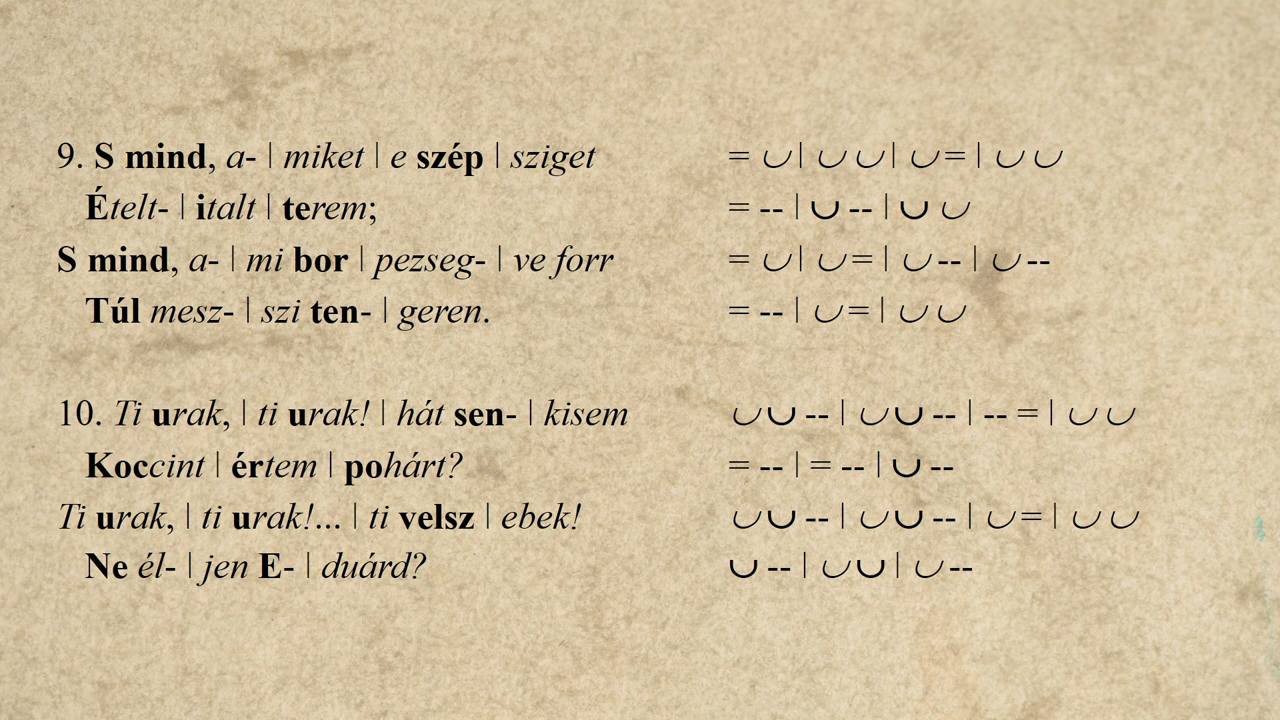 9. S mind, a- | miket | e szép | sziget = ∪ | ∪ ∪ | ∪ = | ∪ ∪
Ételt- | italt | terem; = -- | ∪ -- | ∪ ∪
S mind, a- | mi bor | pezseg- | ve forr = ∪ | ∪ = | ∪ -- | ∪ --
Túl mesz- | szi ten- | geren. = -- | ∪ = | ∪ ∪
10. Ti urak, | ti urak! | hát sen- | kisem ∪ ∪ -- | ∪ ∪ -- | -- = | ∪ ∪
Koccint | értem | pohárt? = -- | = -- | ∪ --
Ti urak, | ti urak!... | ti velsz | ebek! ∪ ∪ -- | ∪ ∪ -- | ∪ = | ∪ ∪
Ne él- | jen E- | duárd? ∪ -- | ∪ ∪ | ∪ --